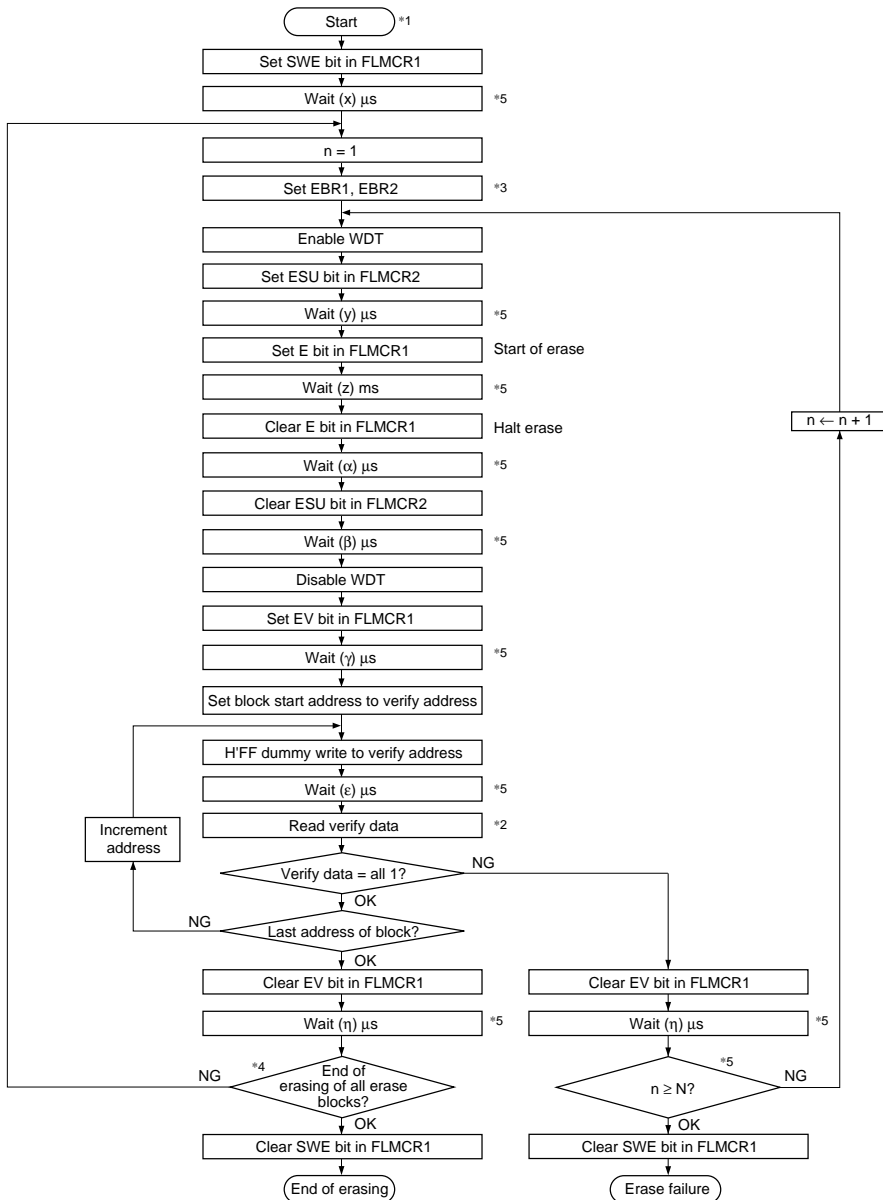 Start *1
Set SWE bit in FLMCR1
Wait (x) μs *5
n = 1
Set EBR1, EBR2 *3
Enable WDT
Set ESU bit in FLMCR2
Wait (y) μs *5
Set E bit in FLMCR1 Start of erase
Wait (z) ms *5
n ← n + 1
Clear E bit in FLMCR1 Halt erase
Wait (α) μs *5
Clear ESU bit in FLMCR2
Wait (β) μs *5
Disable WDT
Set EV bit in FLMCR1
Wait (γ) μs *5
Set block start address to verify address
H'FF dummy write to verify address
Wait (ε) μs *5
Read verify data *2
Increment
address
Verify data = all 1? NG
OK
NG Last address of block?
OK
Clear EV bit in FLMCR1
Clear EV bit in FLMCR1
Wait (η) μs *5
Wait (η) μs *5
NG *4 End of
erasing of all erase
blocks?
*5
n ≥ N? NG
OK
OK
Clear SWE bit in FLMCR1
Clear SWE bit in FLMCR1
End of erasing
Erase failure